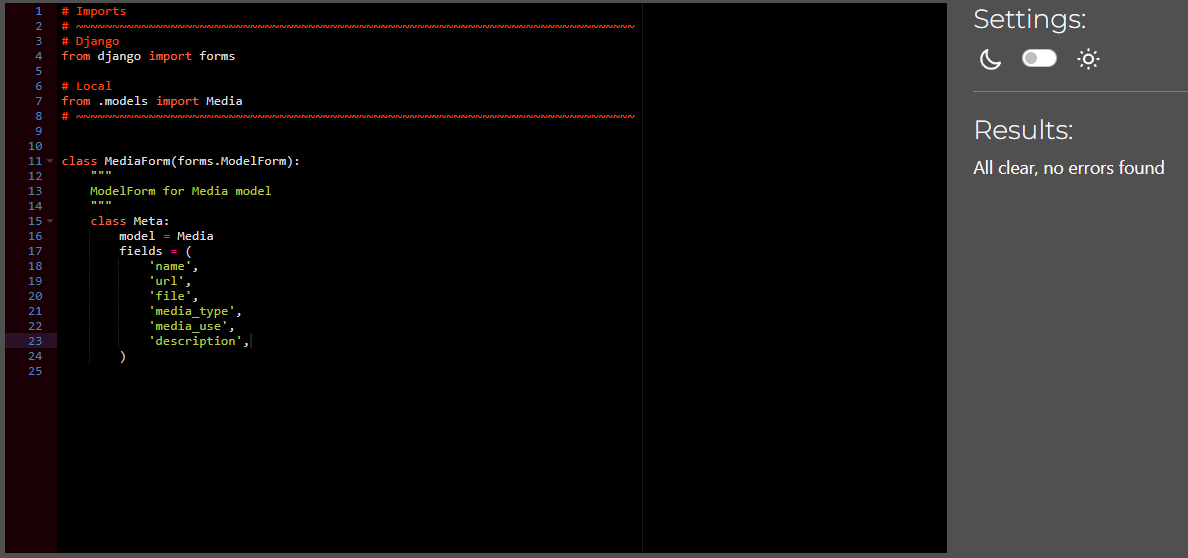 1 # Imports
2 # ~~~~~~~~~~~~~~~~~~~~~~~~~~~~~~~~~~~~~~~~~~~~~~~~~~~~~~~~~~~~~~~~~~~~~~~~~~~~~
3 # Django
4 from django import forms
5
6 # Local
7 from .models import Media
8 # ~~~~~~~~~~~~~~~~~~~~~~~~~~~~~~~~~~~~~~~~~~~~~~~~~~~~~~~~~~~~~~~~~~~~~~~~~~~~~
9
10
11 class MediaForm(forms.ModelForm):
12     """
13     ModelForm for Media model
14     """
15     class Meta:
16         model = Media
17         fields = (
18             'name',
19             'url',
20             'file',
21             'media_type',
22             'media_use',
23             'description',
24         )
25
Settings:
Results:
All clear, no errors found